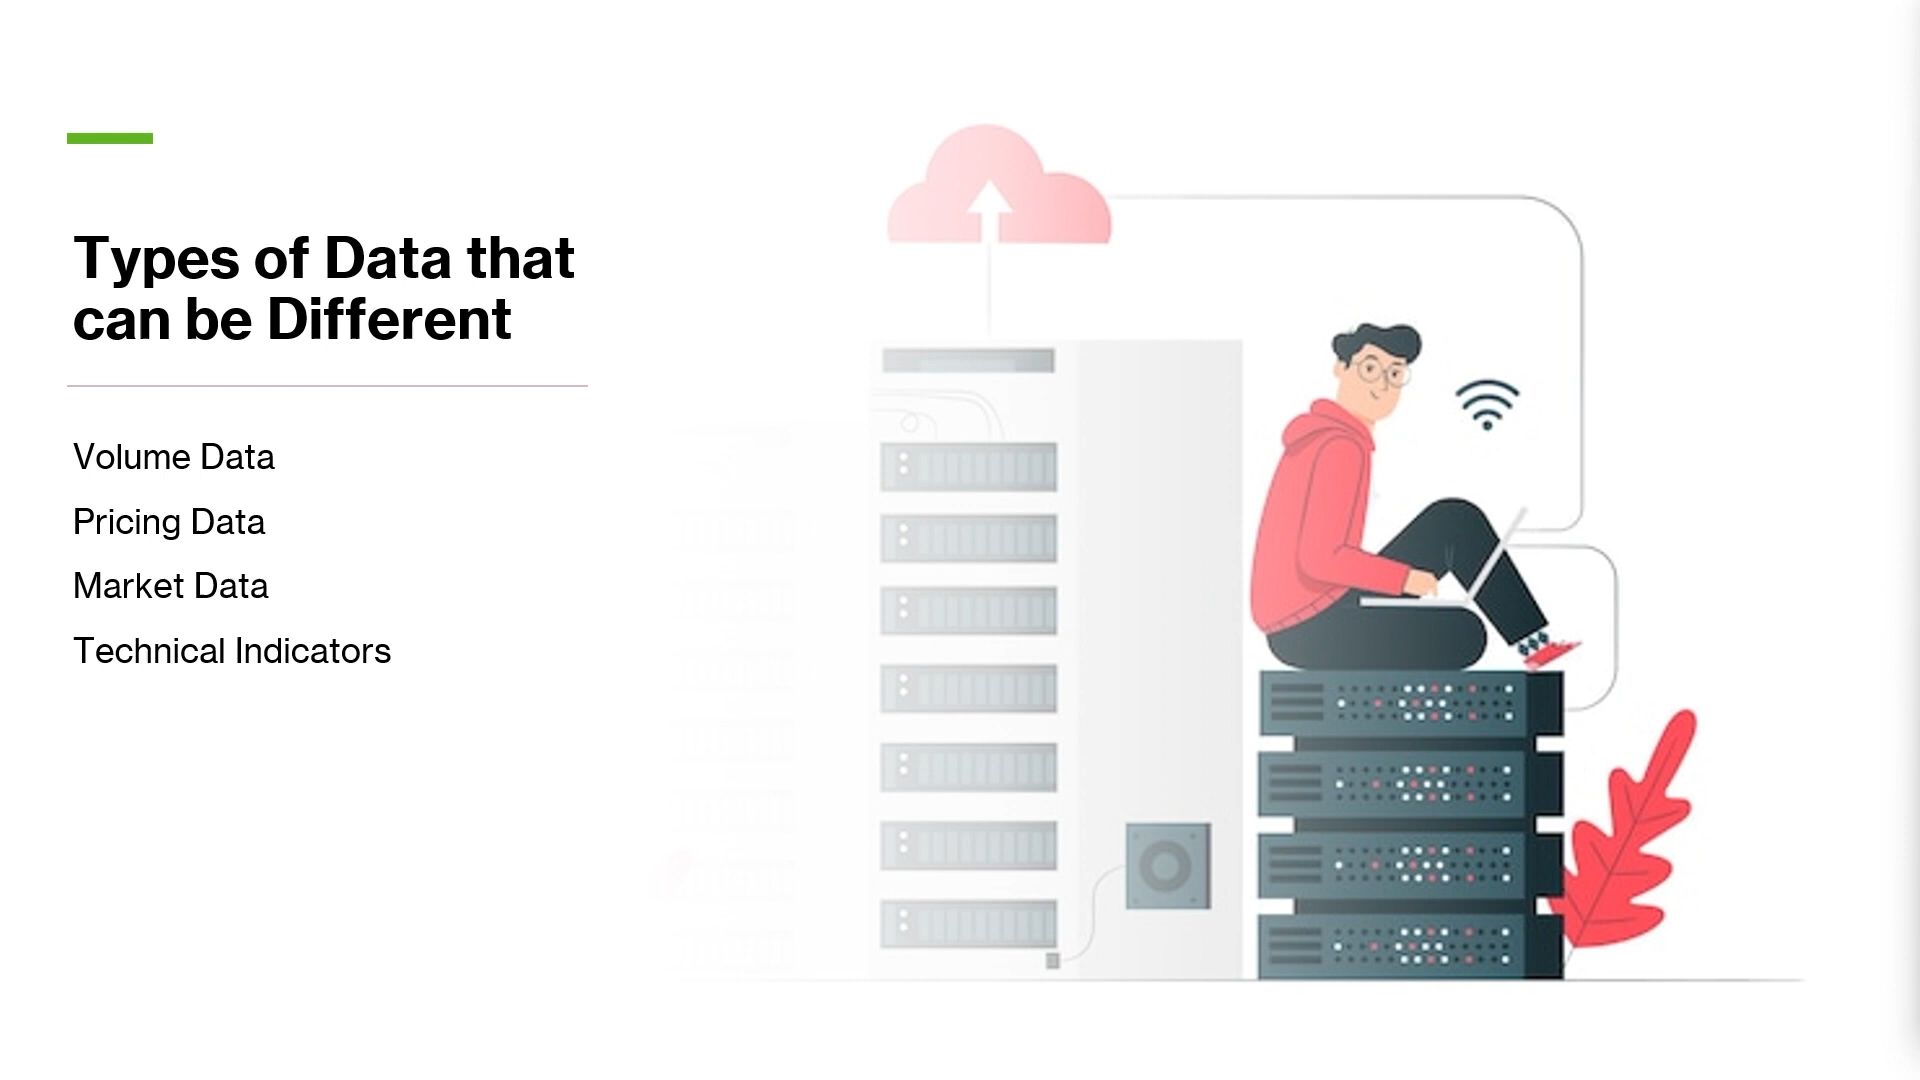 Types of Data that
can be Different
Volume Data
Pricing Data
Market Data
Technical Indicators